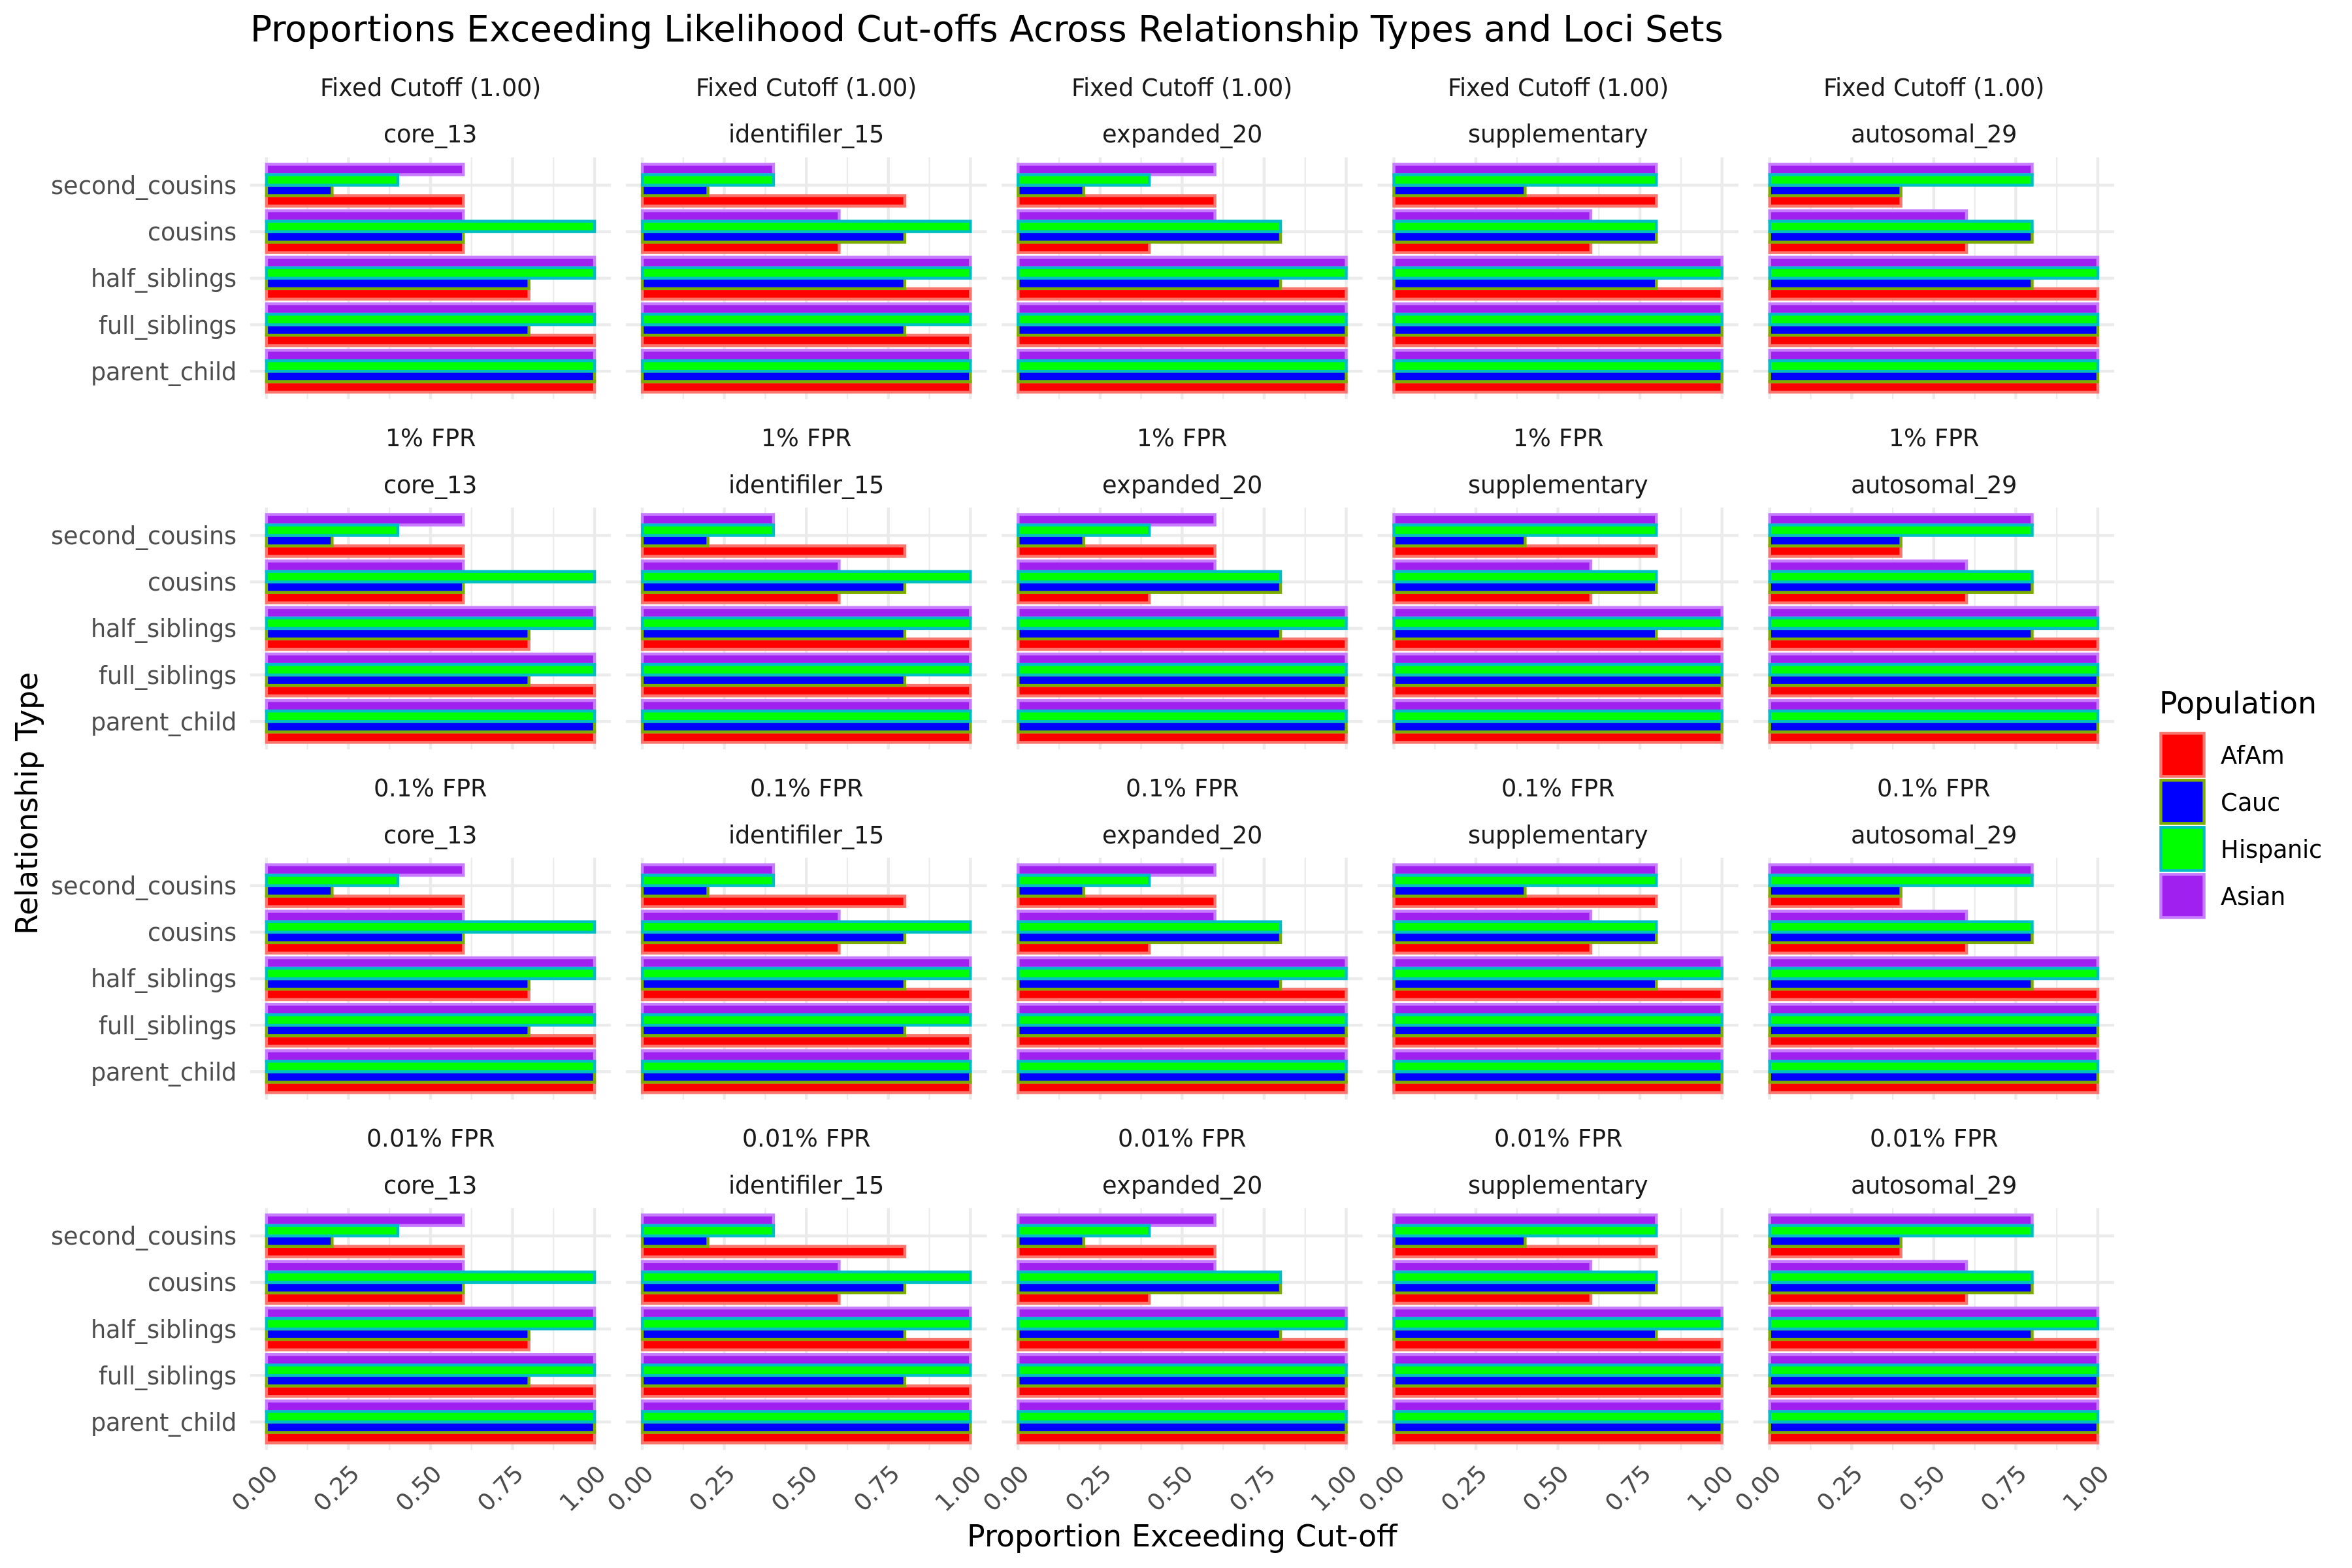 Proportions Exceeding Likelihood Cut-offs Across Relationship Types and Loci Sets
Fixed Cutoff (1.00) Fixed Cutoff (1.00) Fixed Cutoff (1.00) Fixed Cutoff (1.00) Fixed Cutoff (1.00)
core_13 identifiler_15 expanded_20 supplementary autosomal_29
second_cousins
cousins
half_siblings
full_siblings
parent_child
1% FPR 1% FPR 1% FPR 1% FPR 1% FPR
core_13 identifiler_15 expanded_20 supplementary autosomal_29
second_cousins
cousins
half_siblings
full_siblings
parent_child
0.1% FPR 0.1% FPR 0.1% FPR 0.1% FPR 0.1% FPR
core_13 identifiler_15 expanded_20 supplementary autosomal_29
second_cousins
cousins
half_siblings
full_siblings
parent_child
0.01% FPR 0.01% FPR 0.01% FPR 0.01% FPR 0.01% FPR
core_13 identifiler_15 expanded_20 supplementary autosomal_29
second_cousins
cousins
half_siblings
full_siblings
parent_child
0.00 0.25 0.50 0.75 1.00 0.00 0.25 0.50 0.75 1.00 0.00 0.25 0.50 0.75 1.00 0.00 0.25 0.50 0.75 1.00 0.00 0.25 0.50 0.75 1.00
Proportion Exceeding Cut-off
Relationship Type
Population
AfAm
Cauc
Hispanic
Asian